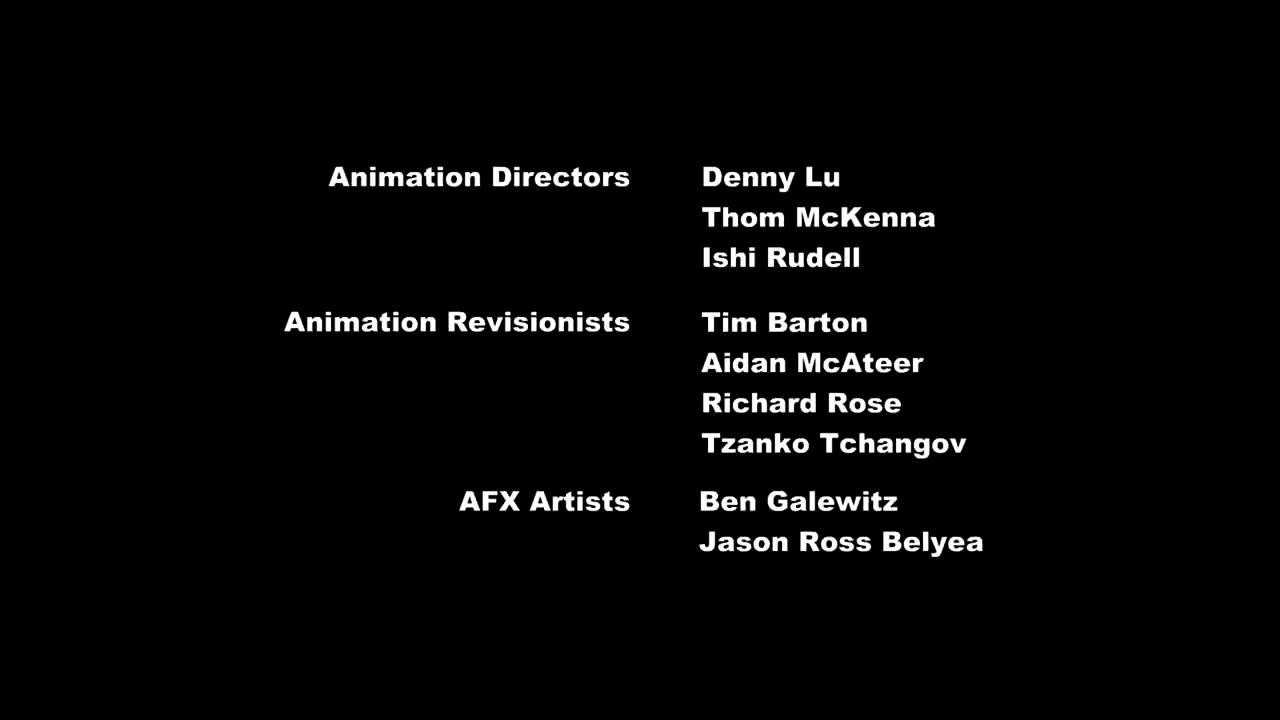 Animation Directors Denny Lu
Thom McKenna
Ishi Rudell
Animation Revisionists Tim Barton
Aidan McAteer
Richard Rose
Tzanko Tchangov
AFX Artists Ben Galewitz
Jason Ross Belyea